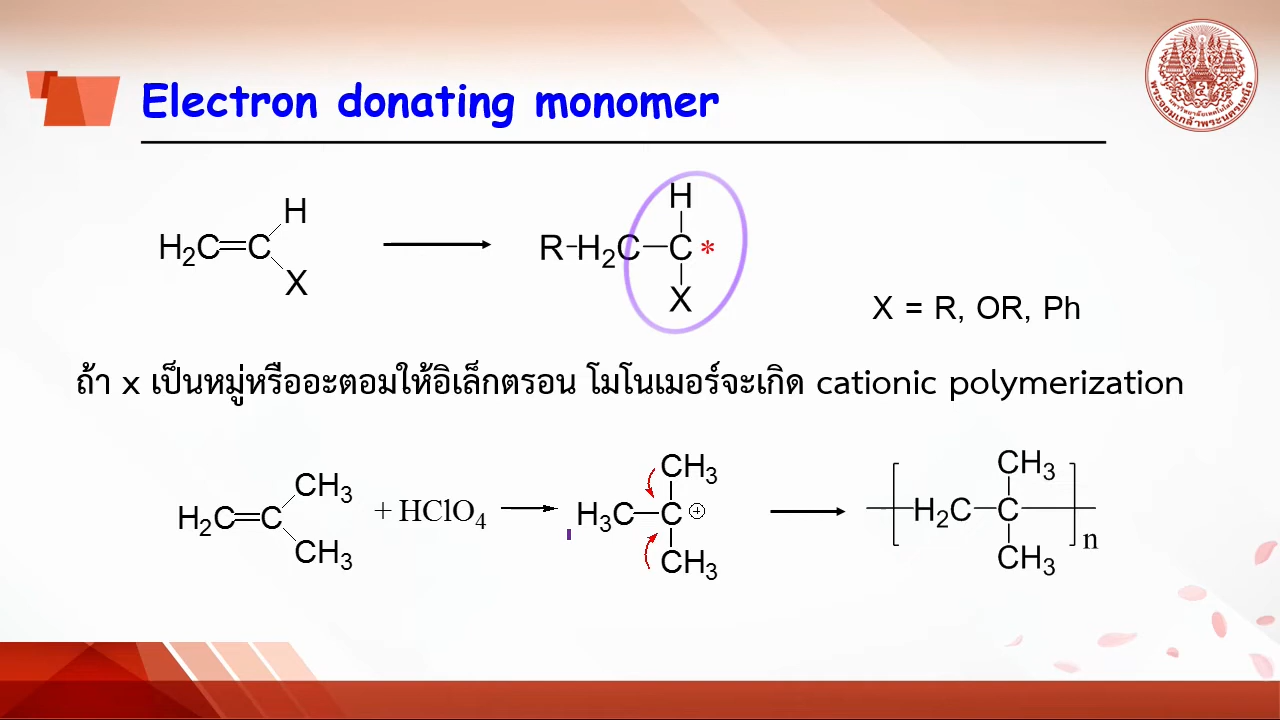 Electron donating monomer
H
H2C=C
X
→
H
R-H2C—C *
X
X = R, OR, Ph
ถ้า x เป็นหมู่หรืออะตอมให้อิเล็กตรอน โมโนเมอร์จะเกิด cationic polymerization
CH3
H2C=C
CH3
+ HClO4
→
CH3
H3C—C ⊕
CH3
→
CH3
H2C—C
CH3
n